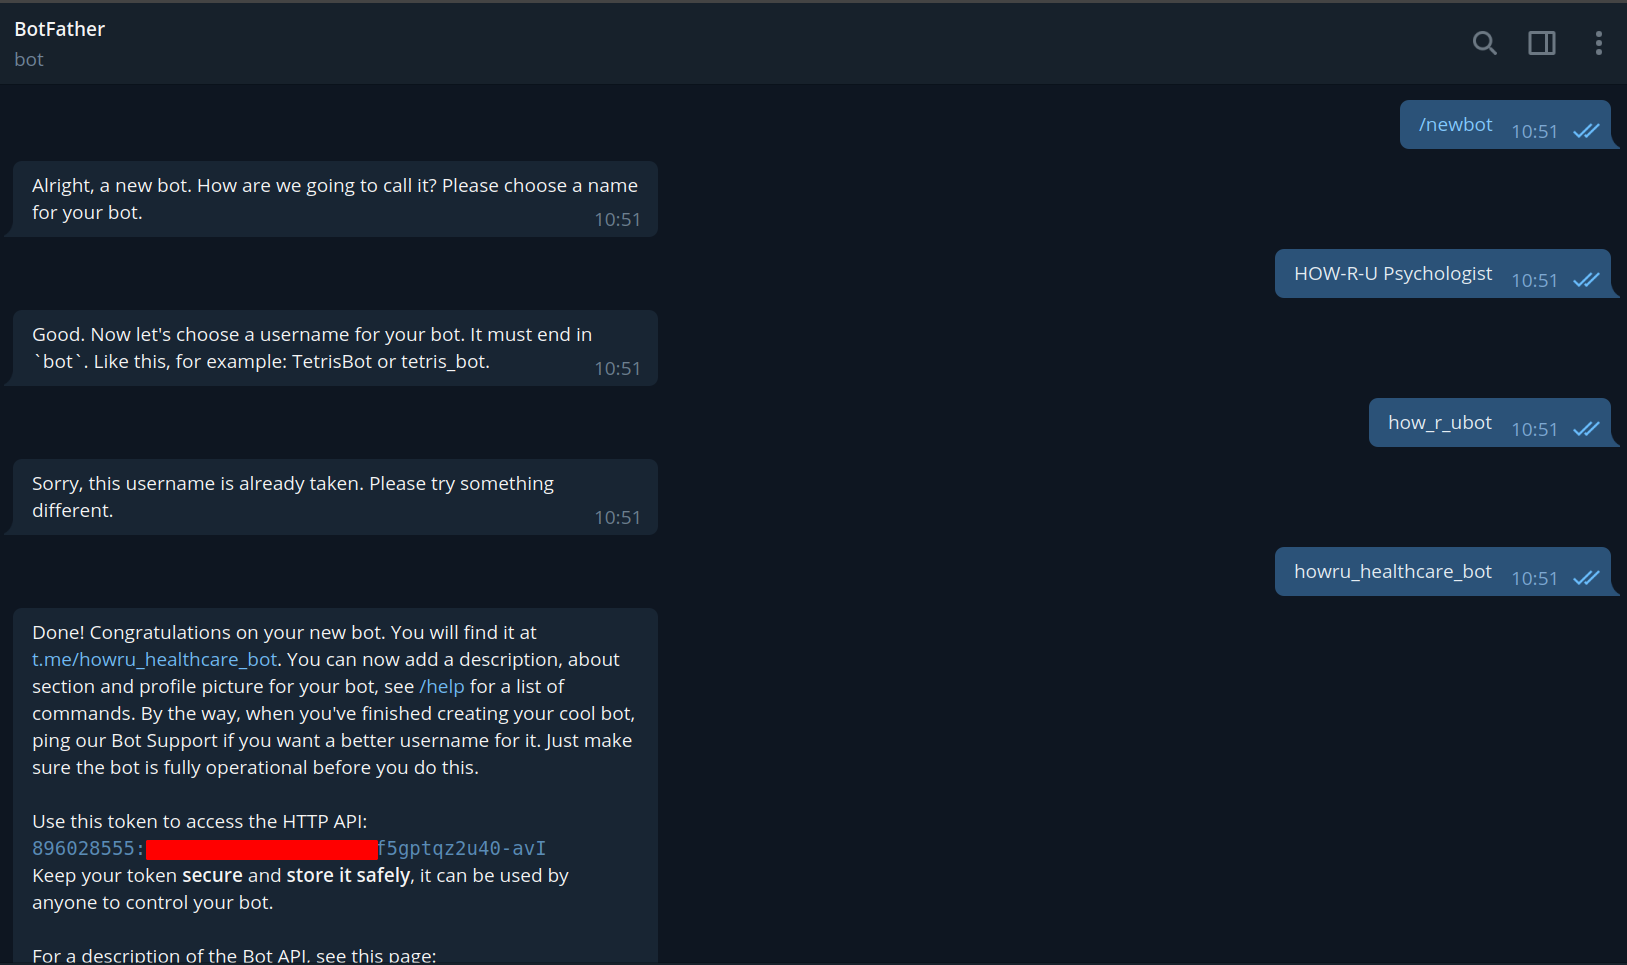 BotFather
bot
/newbot 10:51
Alright, a new bot. How are we going to call it? Please choose a name
for your bot.
10:51
HOW-R-U Psychologist 10:51
Good. Now let's choose a username for your bot. It must end in
`bot`. Like this, for example: TetrisBot or tetris_bot.
10:51
how_r_ubot 10:51
Sorry, this username is already taken. Please try something
different.
10:51
howru_healthcare_bot 10:51
Done! Congratulations on your new bot. You will find it at
t.me/howru_healthcare_bot. You can now add a description, about
section and profile picture for your bot, see /help for a list of
commands. By the way, when you've finished creating your cool bot,
ping our Bot Support if you want a better username for it. Just make
sure the bot is fully operational before you do this.
Use this token to access the HTTP API:
896028555: f5gptqz2u40-avI
Keep your token secure and store it safely, it can be used by
anyone to control your bot.
For a description of the Bot API, see this page: